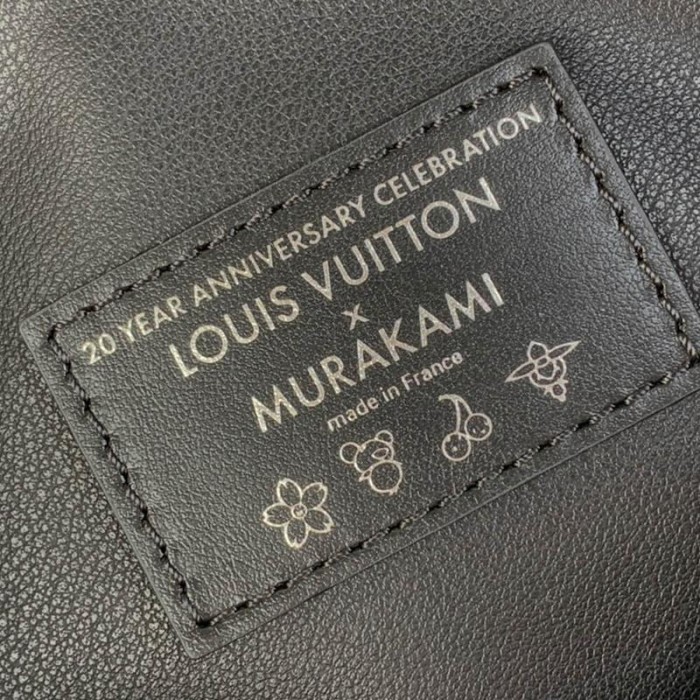 20 YEAR ANNIVERSARY CELEBRATION
LOUIS VUITTON
x
MURAKAMI
made in France